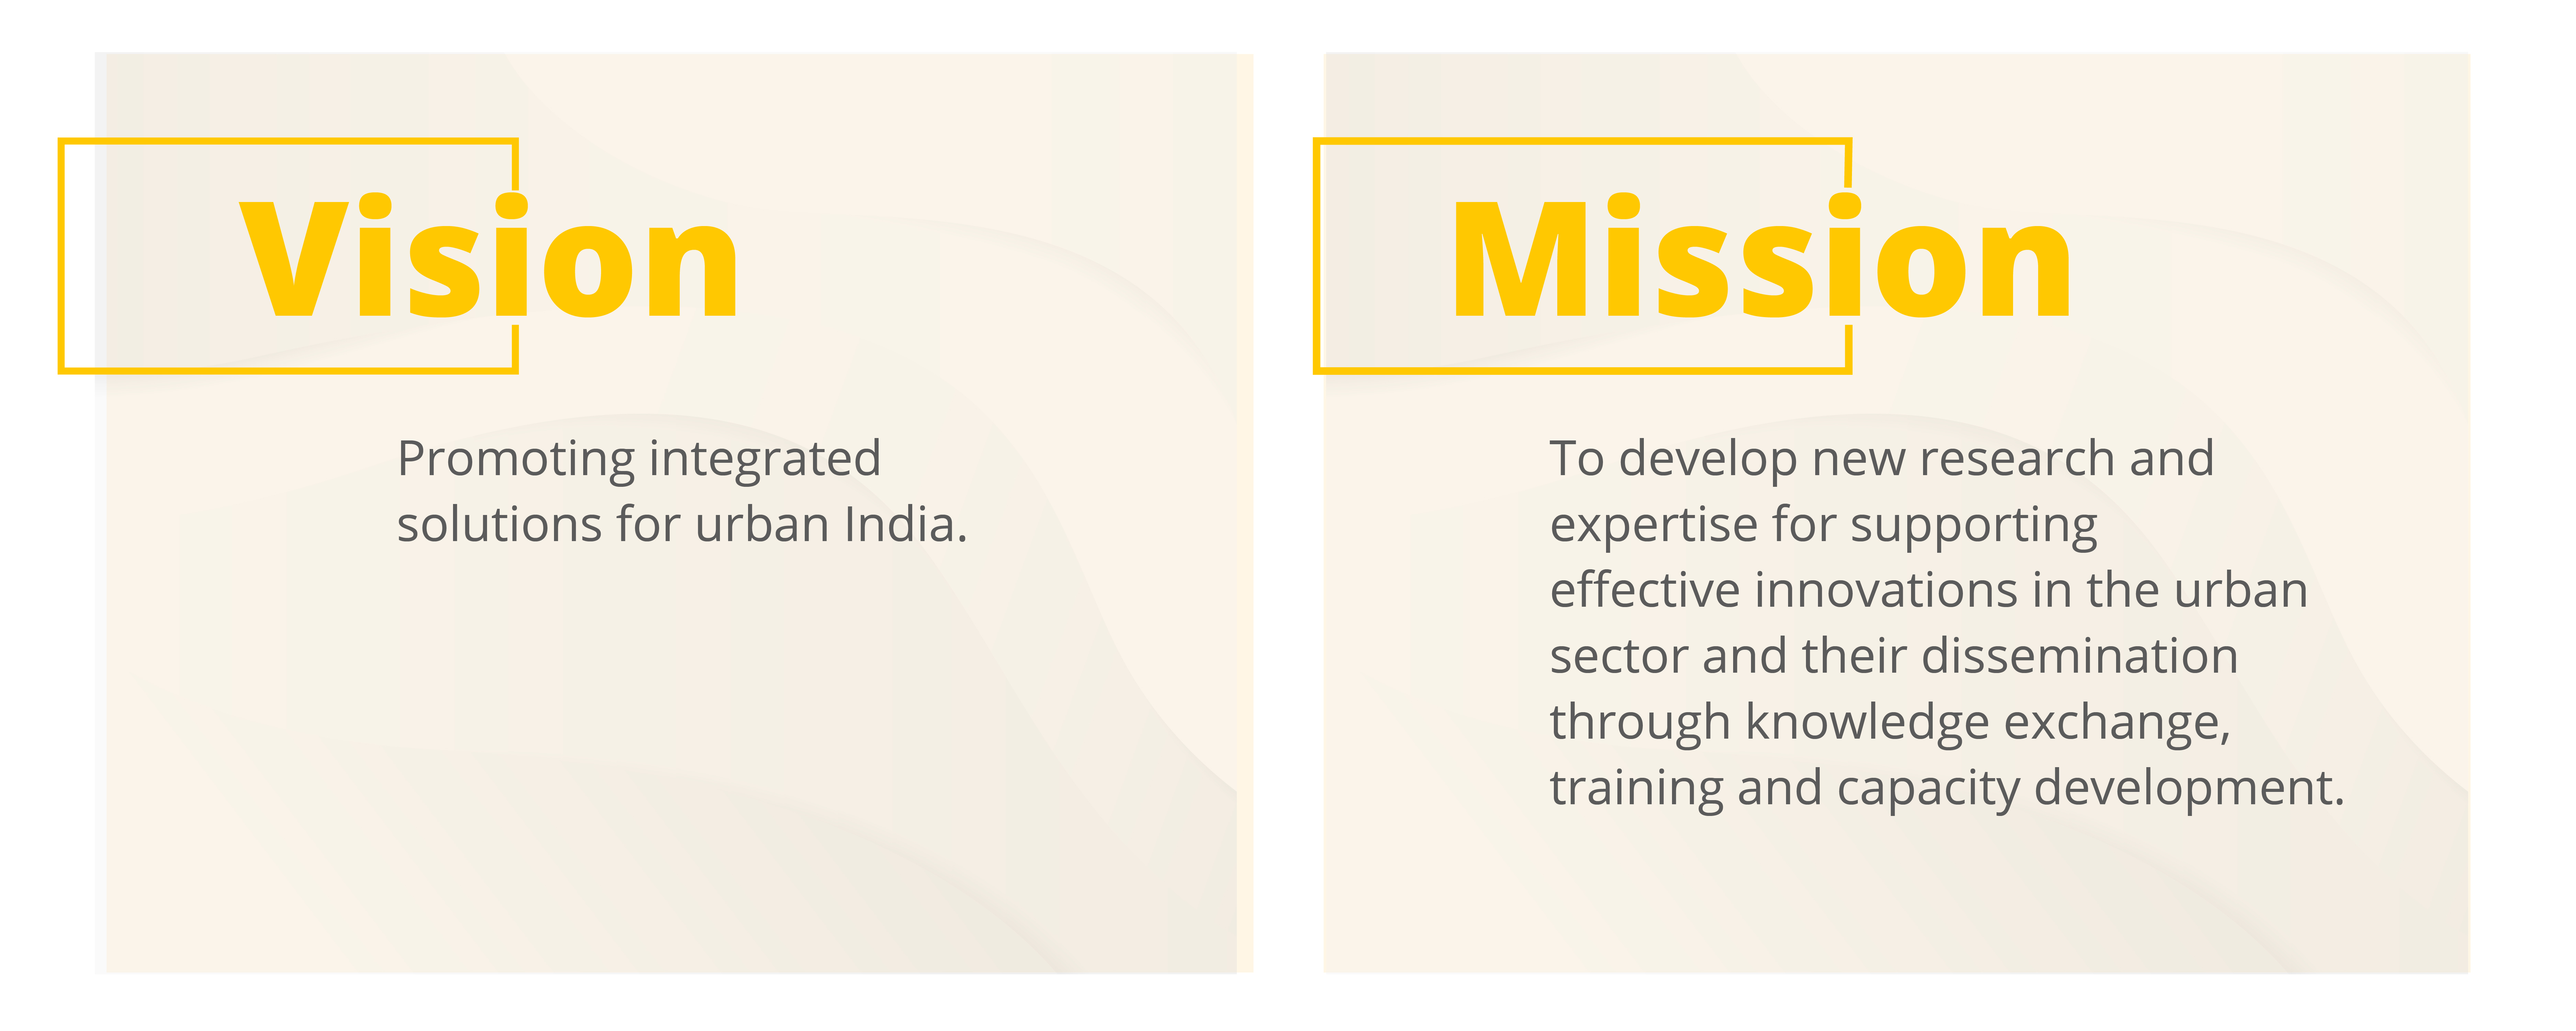 Vision
Promoting integrated
solutions for urban India.
Mission
To develop new research and
expertise for supporting
effective innovations in the urban
sector and their dissemination
through knowledge exchange,
training and capacity development.